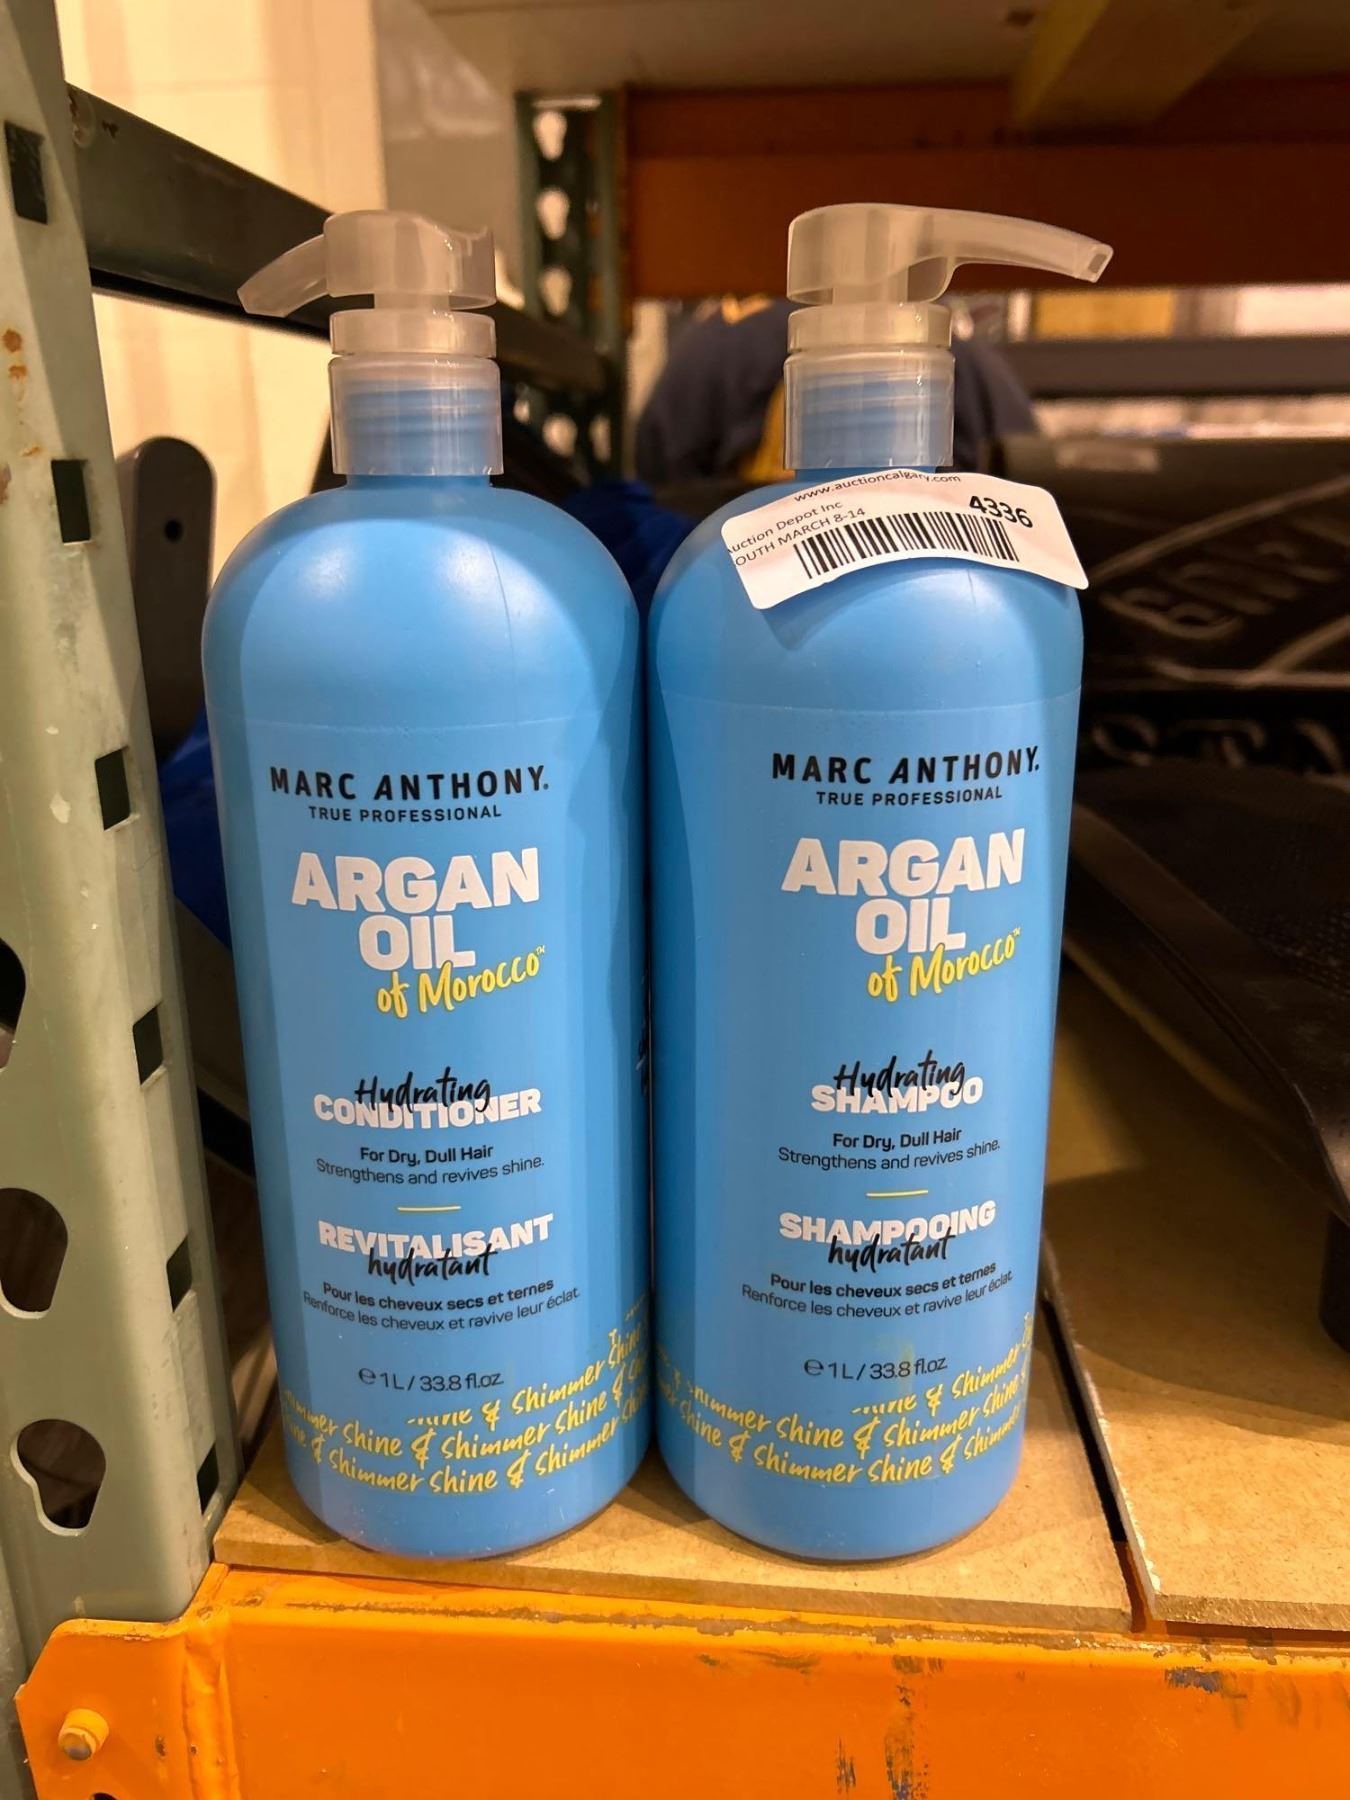 MARC ANTHONY.
TRUE PROFESSIONAL
ARGAN
OIL
of Morocco™
Hydrating
CONDITIONER
For Dry, Dull Hair
Strengthens and revives shine.
REVITALISANT
hydratant
Pour les cheveux secs et ternes
Renforce les cheveux et ravive leur éclat.
℮ 1 L / 33.8 fl.oz.
& Shimmer Shine
Shine & Shimmer Shine &
& Shimmer Shine & Shimmer
www.auctioncalgary.com
uction Depot Inc
4336
OUTH MARCH 8-14
MARC ANTHONY.
TRUE PROFESSIONAL
ARGAN
OIL
of Morocco™
Hydrating
SHAMPOO
For Dry, Dull Hair
Strengthens and revives shine.
SHAMPOOING
hydratant
Pour les cheveux secs et ternes
Renforce les cheveux et ravive leur éclat.
℮ 1 L / 33.8 fl.oz.
& Shimmer
Shine & Shimmer Shine
& Shimmer Shine & Shimmer